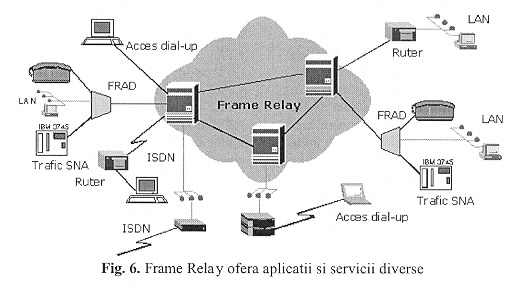 Acces dial-up
LAN
Ruter
FRAD
LAN
Frame Relay
FRAD
LAN
IBM 3745
IBM 3745
Trafic SNA
ISDN
Ruter
Trafic SNA
Acces dial-up
ISDN
Fig. 6. Frame Relay ofera aplicatii si servicii diverse